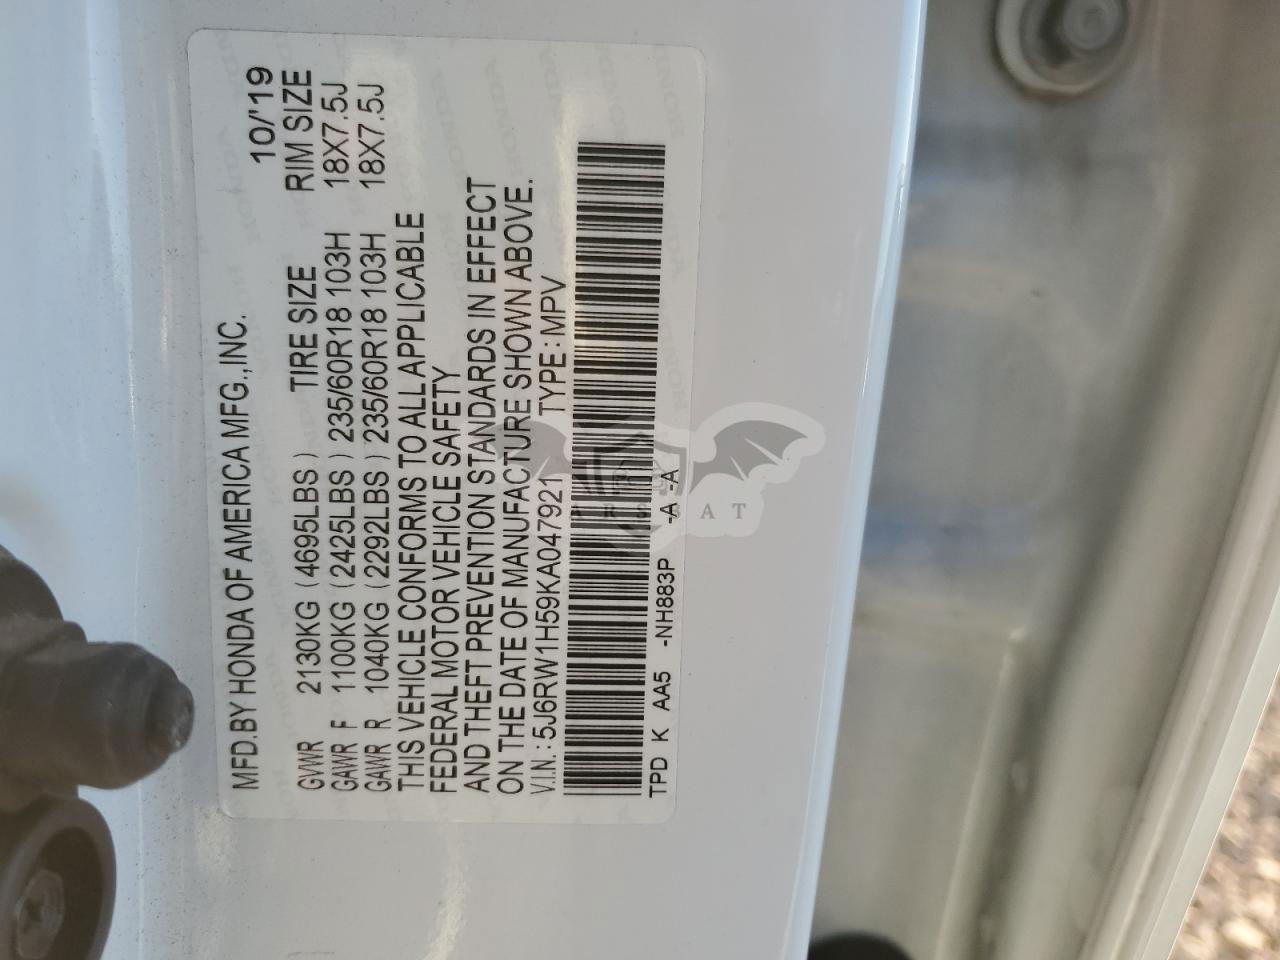 MFD.BY HONDA OF AMERICA MFG.,INC. 10/'19
GVWR 2130KG (4695LBS) TIRE SIZE RIM SIZE
GAWR F 1100KG (2425LBS) 235/60R18 103H 18X7.5J
GAWR R 1040KG (2292LBS) 235/60R18 103H 18X7.5J
THIS VEHICLE CONFORMS TO ALL APPLICABLE
FEDERAL MOTOR VEHICLE SAFETY
AND THEFT PREVENTION STANDARDS IN EFFECT
ON THE DATE OF MANUFACTURE SHOWN ABOVE.
V.I.N.: 5J6RW1H59KA047921 TYPE: MPV
TPD K AA5 -NH883P -A -A